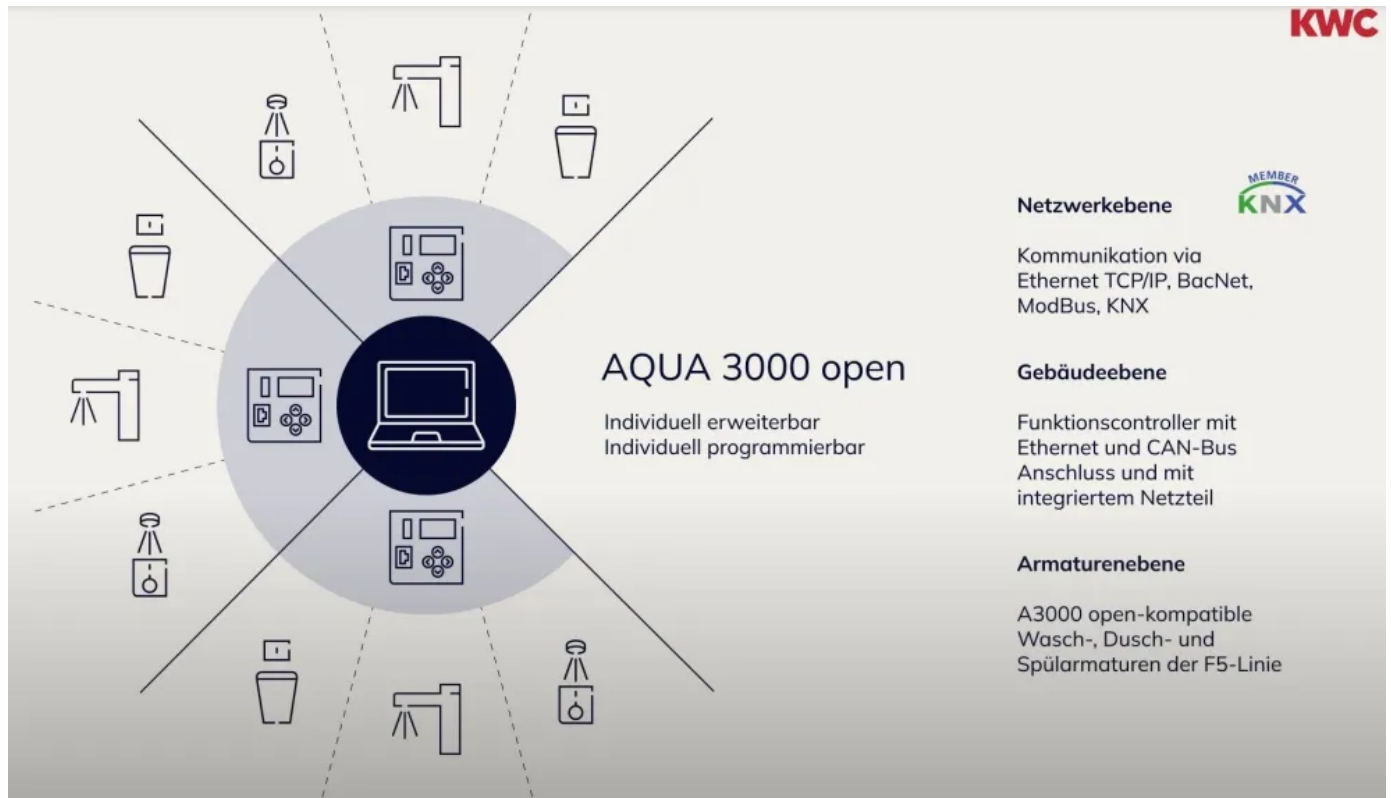 KWC
MEMBER
KNX
Netzwerkebene
Kommunikation via
Ethernet TCP/IP, BacNet,
ModBus, KNX
AQUA 3000 open
Individuell erweiterbar
Individuell programmierbar
Gebäudeebene
Funktionscontroller mit
Ethernet und CAN-Bus
Anschluss und mit
integriertem Netzteil
Armaturenebene
A3000 open-kompatible
Wasch-, Dusch- und
Spülarmaturen der F5-Linie